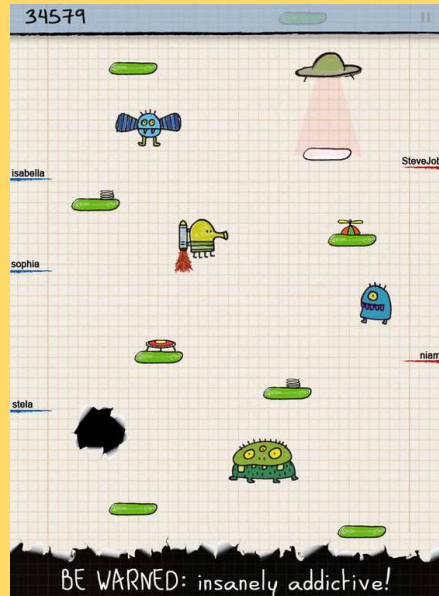 34579
SteveJob
isabella
sophia
niam
stela
BE WARNED: insanely addictive!